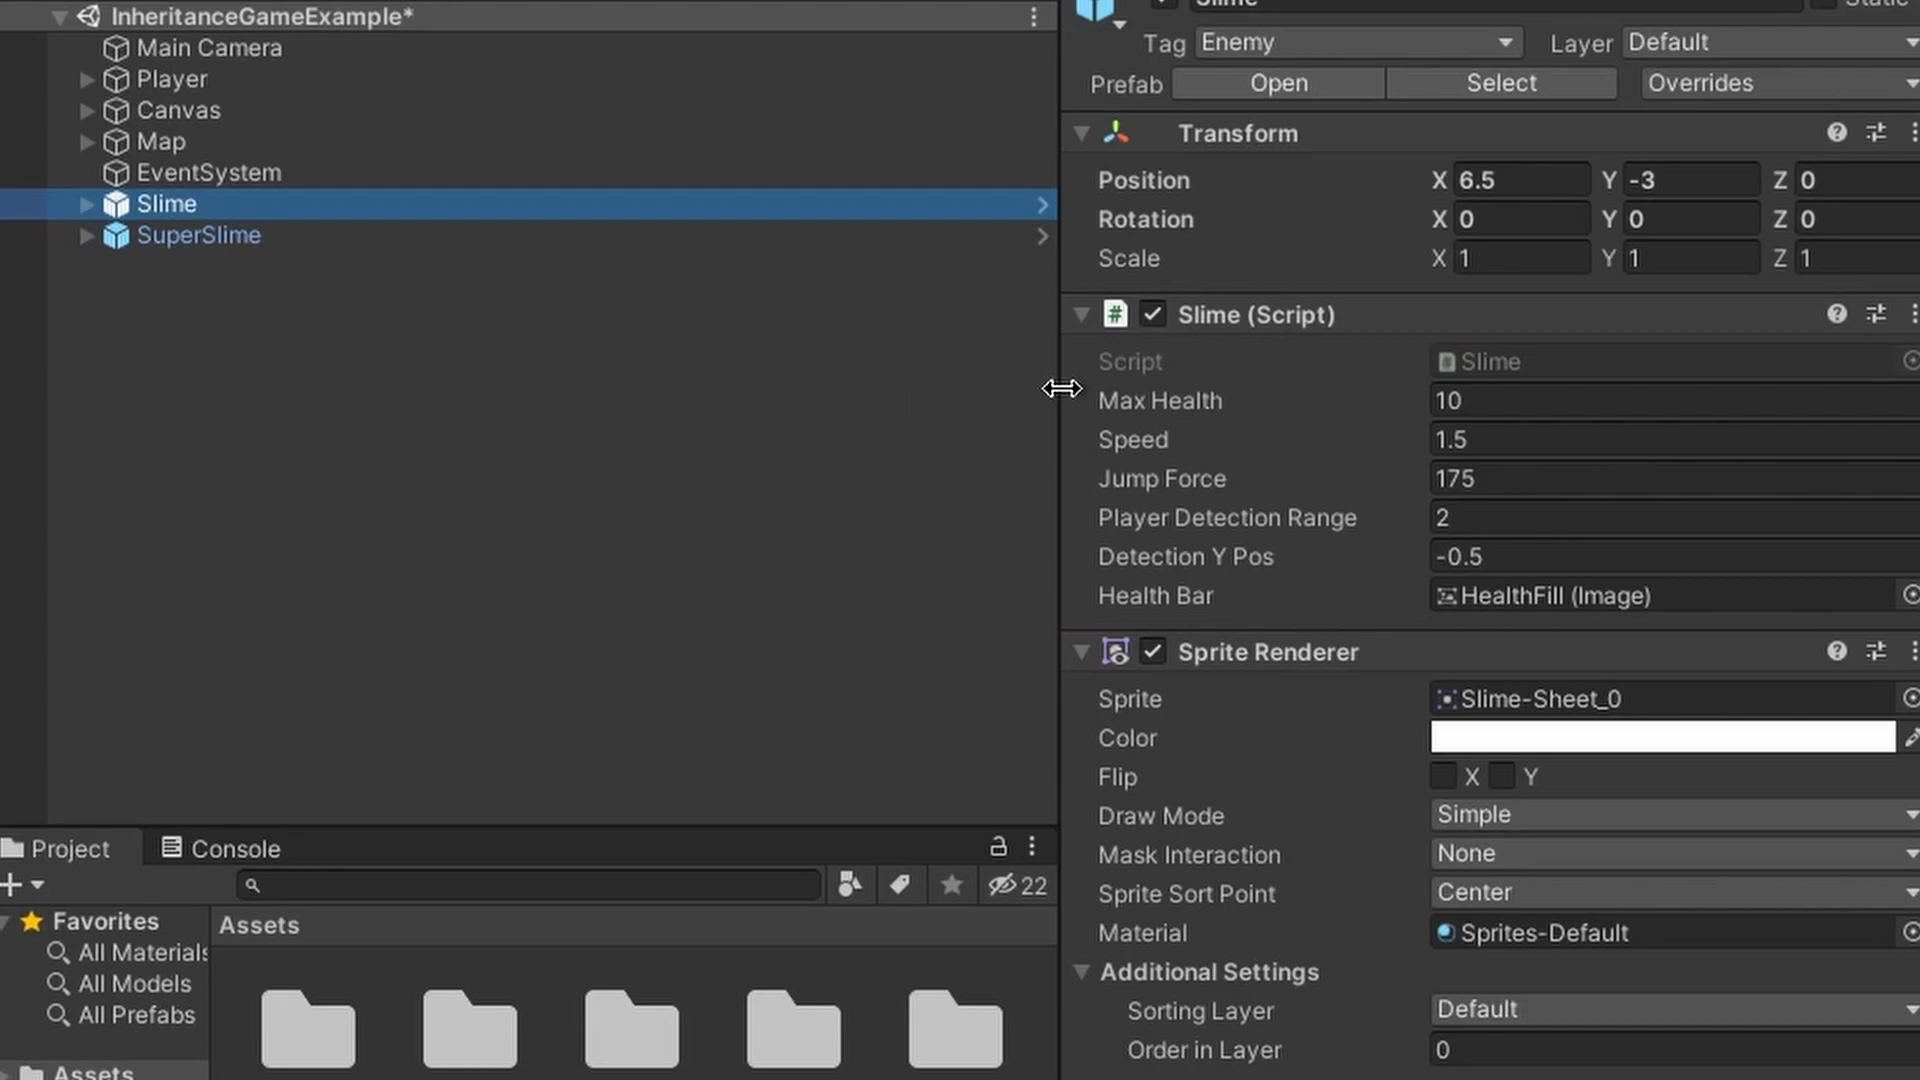 InheritanceGameExample*
Main Camera
Player
Canvas
Map
EventSystem
Slime
SuperSlime
Project
Console
22
Favorites
All Materials
All Models
All Prefabs
Assets
Assets
Slime
Static
Tag Enemy Layer Default
Prefab Open Select Overrides
Transform
Position X 6.5 Y -3 Z 0
Rotation X 0 Y 0 Z 0
Scale X 1 Y 1 Z 1
# Slime (Script)
Script Slime
Max Health 10
Speed 1.5
Jump Force 175
Player Detection Range 2
Detection Y Pos -0.5
Health Bar HealthFill (Image)
Sprite Renderer
Sprite Slime-Sheet_0
Color
Flip X Y
Draw Mode Simple
Mask Interaction None
Sprite Sort Point Center
Material Sprites-Default
Additional Settings
Sorting Layer Default
Order in Layer 0